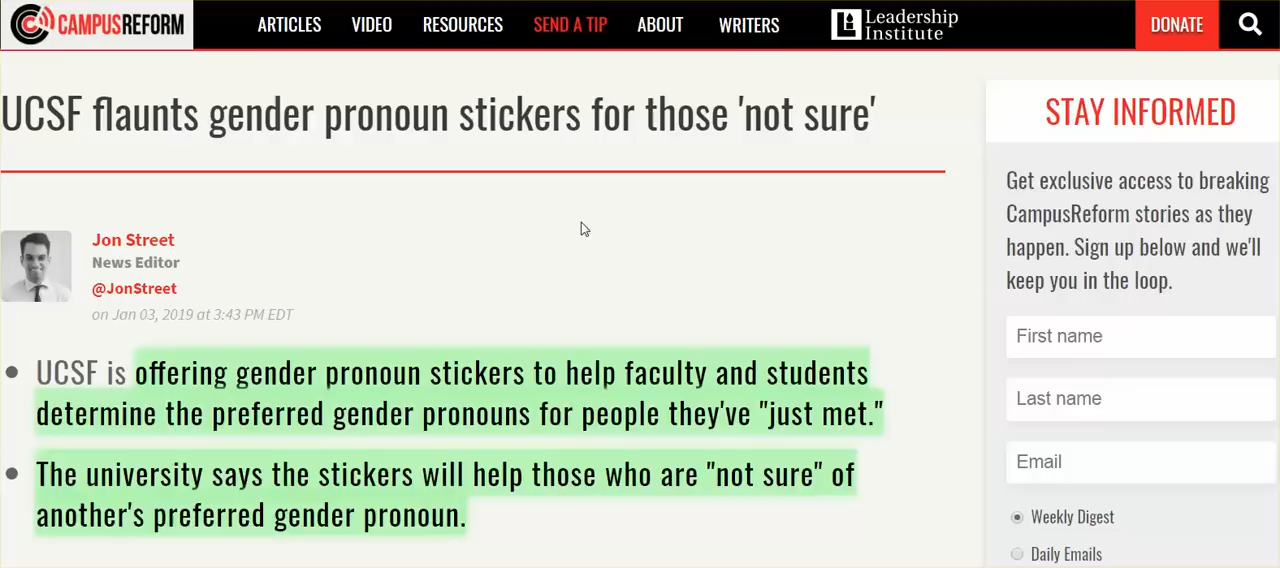 CAMPUSREFORM ARTICLES VIDEO RESOURCES SEND A TIP ABOUT WRITERS Leadership Institute DONATE
UCSF flaunts gender pronoun stickers for those 'not sure'
Jon Street
News Editor
@JonStreet
on Jan 03, 2019 at 3:43 PM EDT
UCSF is offering gender pronoun stickers to help faculty and students
determine the preferred gender pronouns for people they've "just met."
The university says the stickers will help those who are "not sure" of
another's preferred gender pronoun.
STAY INFORMED
Get exclusive access to breaking
CampusReform stories as they
happen. Sign up below and we'll
keep you in the loop.
First name
Last name
Email
Weekly Digest
Daily Emails